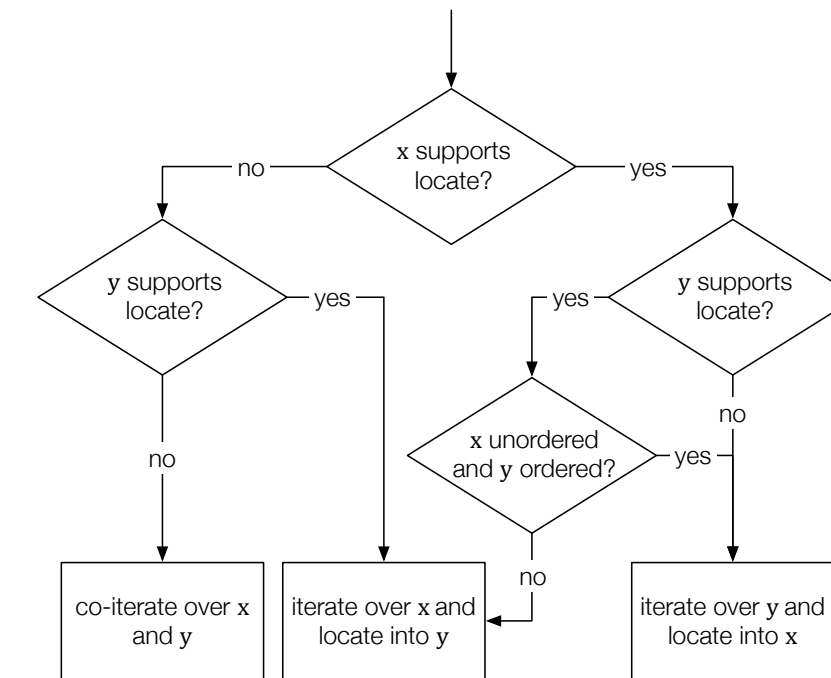 x supports
locate?
no
yes
y supports
locate?
yes
yes
y supports
locate?
no
x unordered
and y ordered?
yes
no
no
co-iterate over x
and y
iterate over x and
locate into y
iterate over y and
locate into x